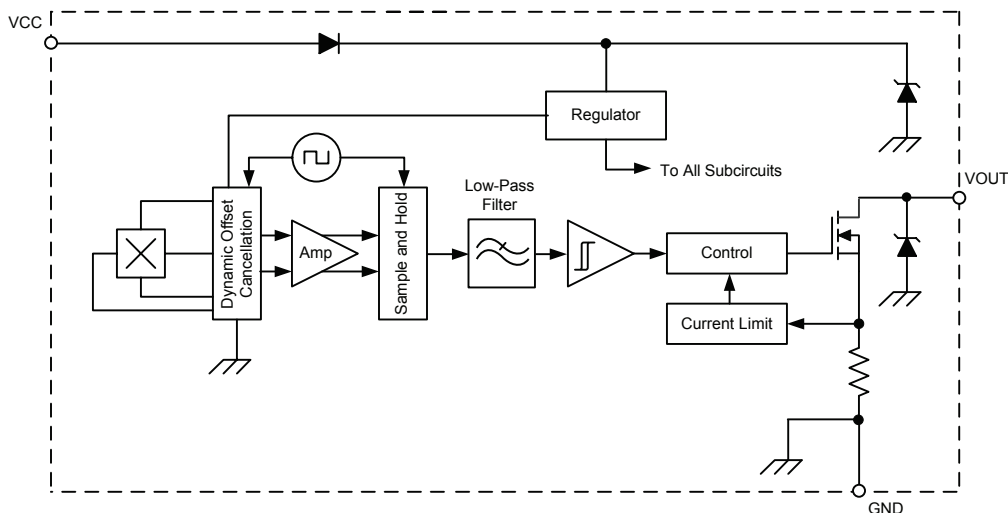 VCC
Regulator
To All Subcircuits
VOUT
Low-Pass
Filter
Dynamic Offset
Cancellation
Amp
Sample and Hold
Control
Current Limit
GND